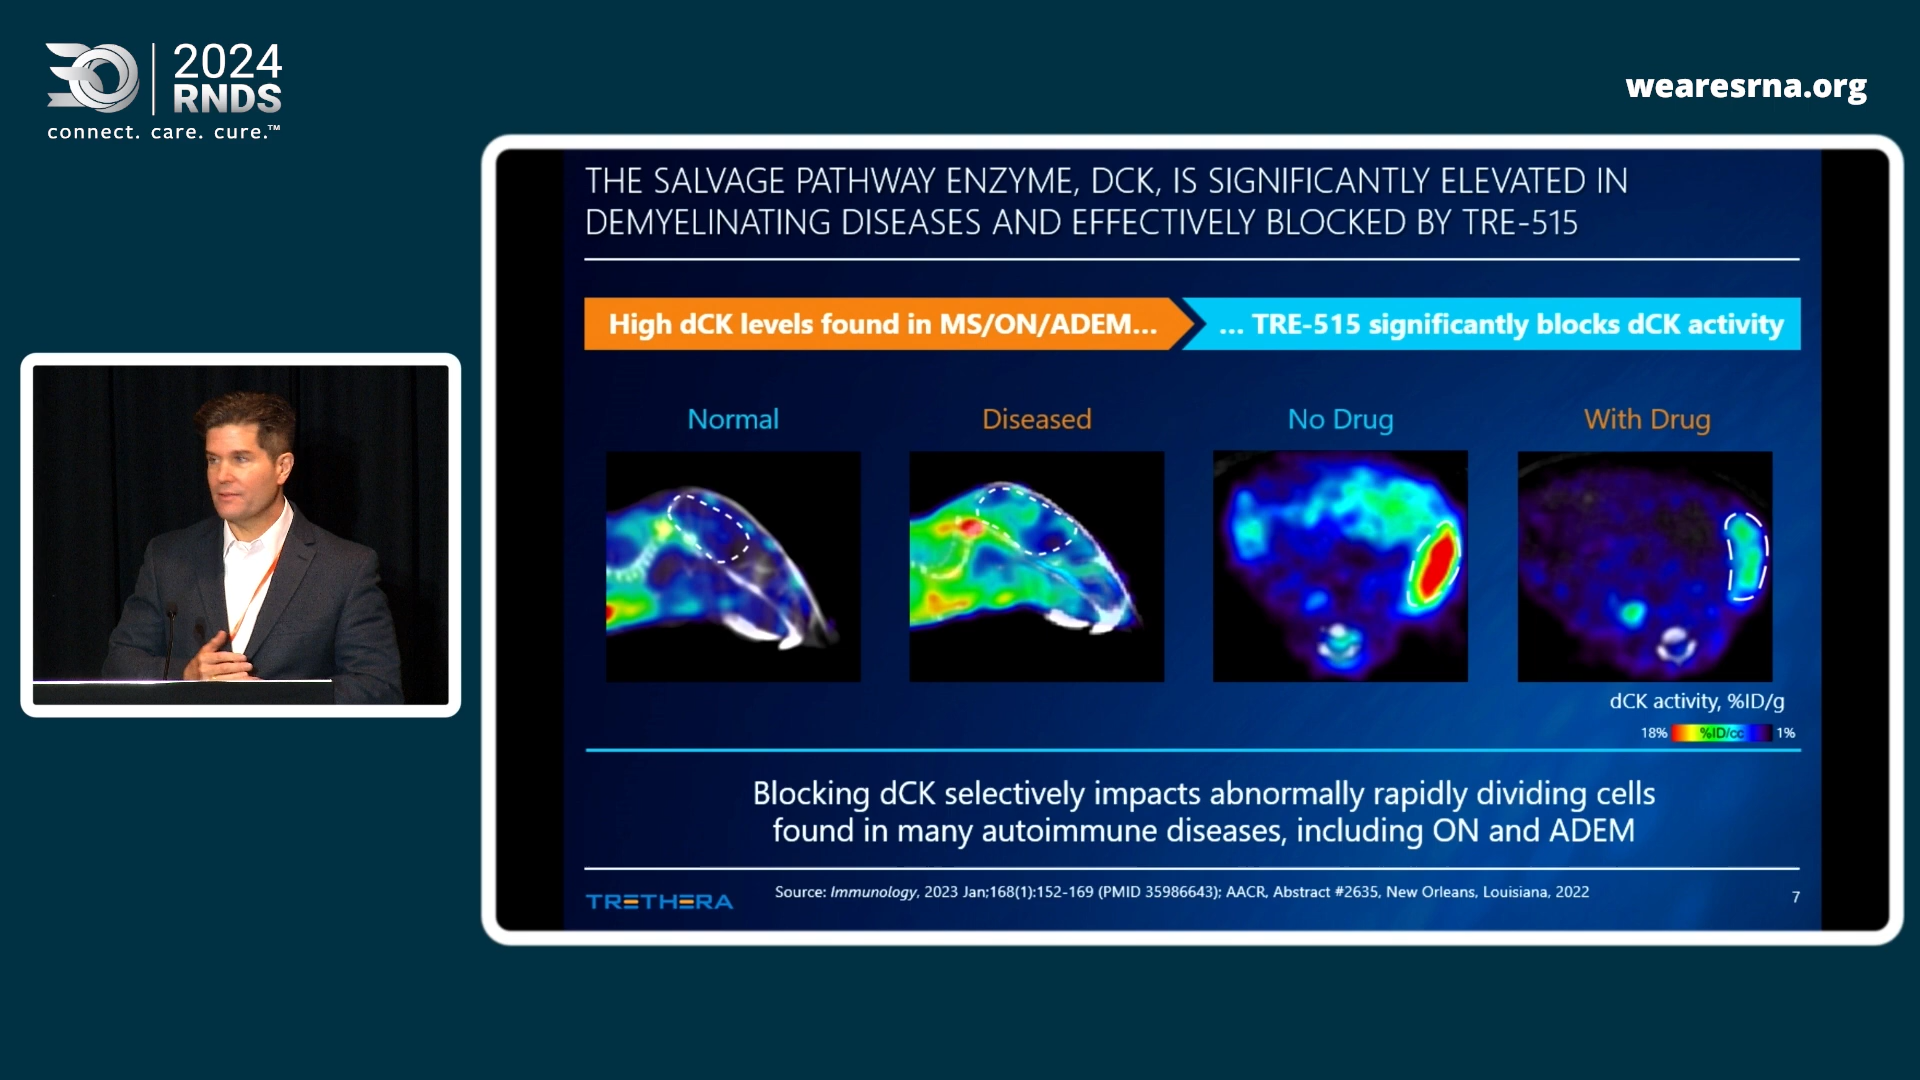 2024
RNDS
connect. care. cure.™
wearesrna.org
THE SALVAGE PATHWAY ENZYME, DCK, IS SIGNIFICANTLY ELEVATED IN
DEMYELINATING DISEASES AND EFFECTIVELY BLOCKED BY TRE-515
High dCK levels found in MS/ON/ADEM...
... TRE-515 significantly blocks dCK activity
Normal
Diseased
No Drug
With Drug
dCK activity, %ID/g
18% %ID/cc 1%
Blocking dCK selectively impacts abnormally rapidly dividing cells
found in many autoimmune diseases, including ON and ADEM
TRETHERA
Source: Immunology, 2023 Jan;168(1):152-169 (PMID 35986643); AACR, Abstract #2635, New Orleans, Louisiana, 2022
7